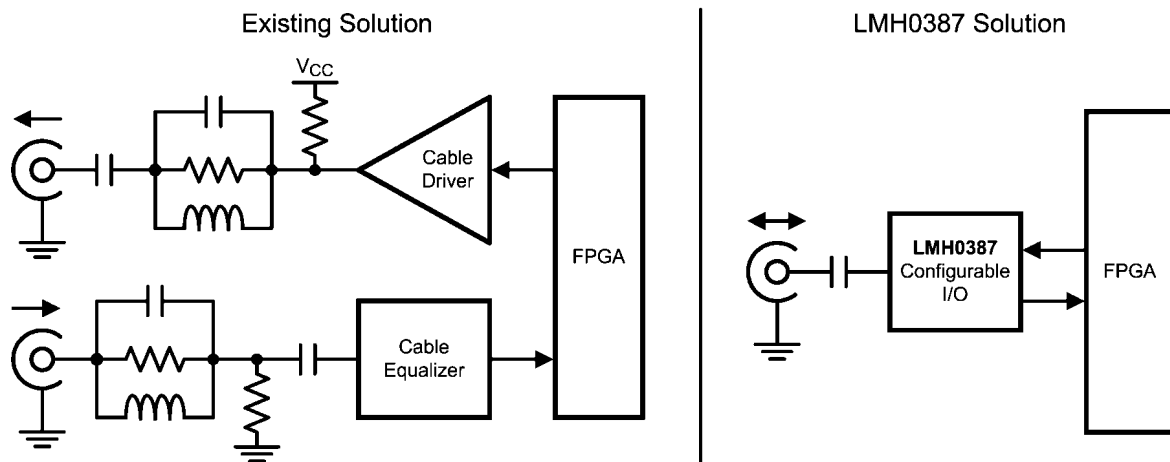 Existing Solution
LMH0387 Solution
VCC
Cable
Driver
FPGA
Cable
Equalizer
LMH0387
Configurable
I/O
FPGA